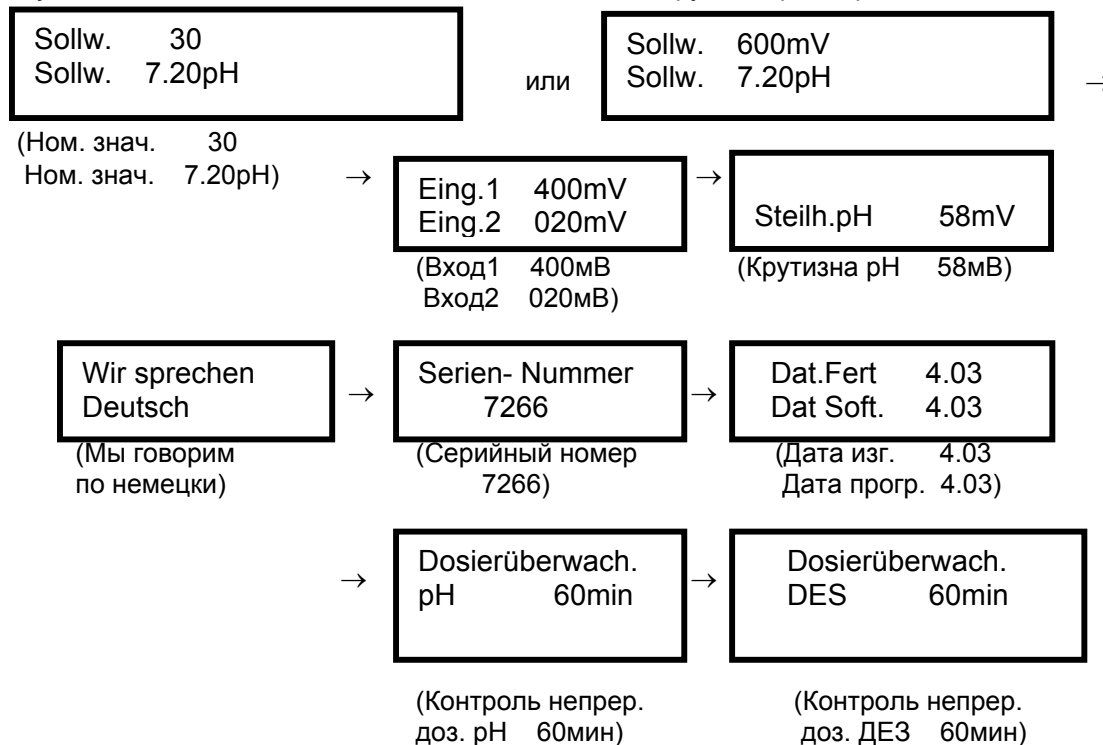 Sollw. 30
Sollw. 7.20pH
или
Sollw. 600mV
Sollw. 7.20pH
→
(Ном. знач. 30
Ном. знач. 7.20pH)
→
Eing.1 400mV
Eing.2 020mV
(Вход1 400мВ
Вход2 020мВ)
→
Steilh.pH 58mV
(Крутизна pH 58мВ)
Wir sprechen
Deutsch
(Мы говорим
по немецки)
→
Serien- Nummer
7266
(Серийный номер
7266)
→
Dat.Fert 4.03
Dat Soft. 4.03
(Дата изг. 4.03
Дата прогр. 4.03)
→
Dosierüberwach.
pH 60min
(Контроль непрер.
доз. pH 60мин)
→
Dosierüberwach.
DES 60min
(Контроль непрер.
доз. ДЕЗ 60мин)